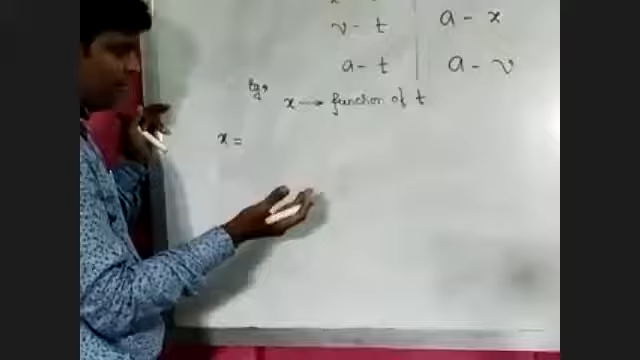 v - t a - x
a - t a - v
eg,
x → function of t
x =